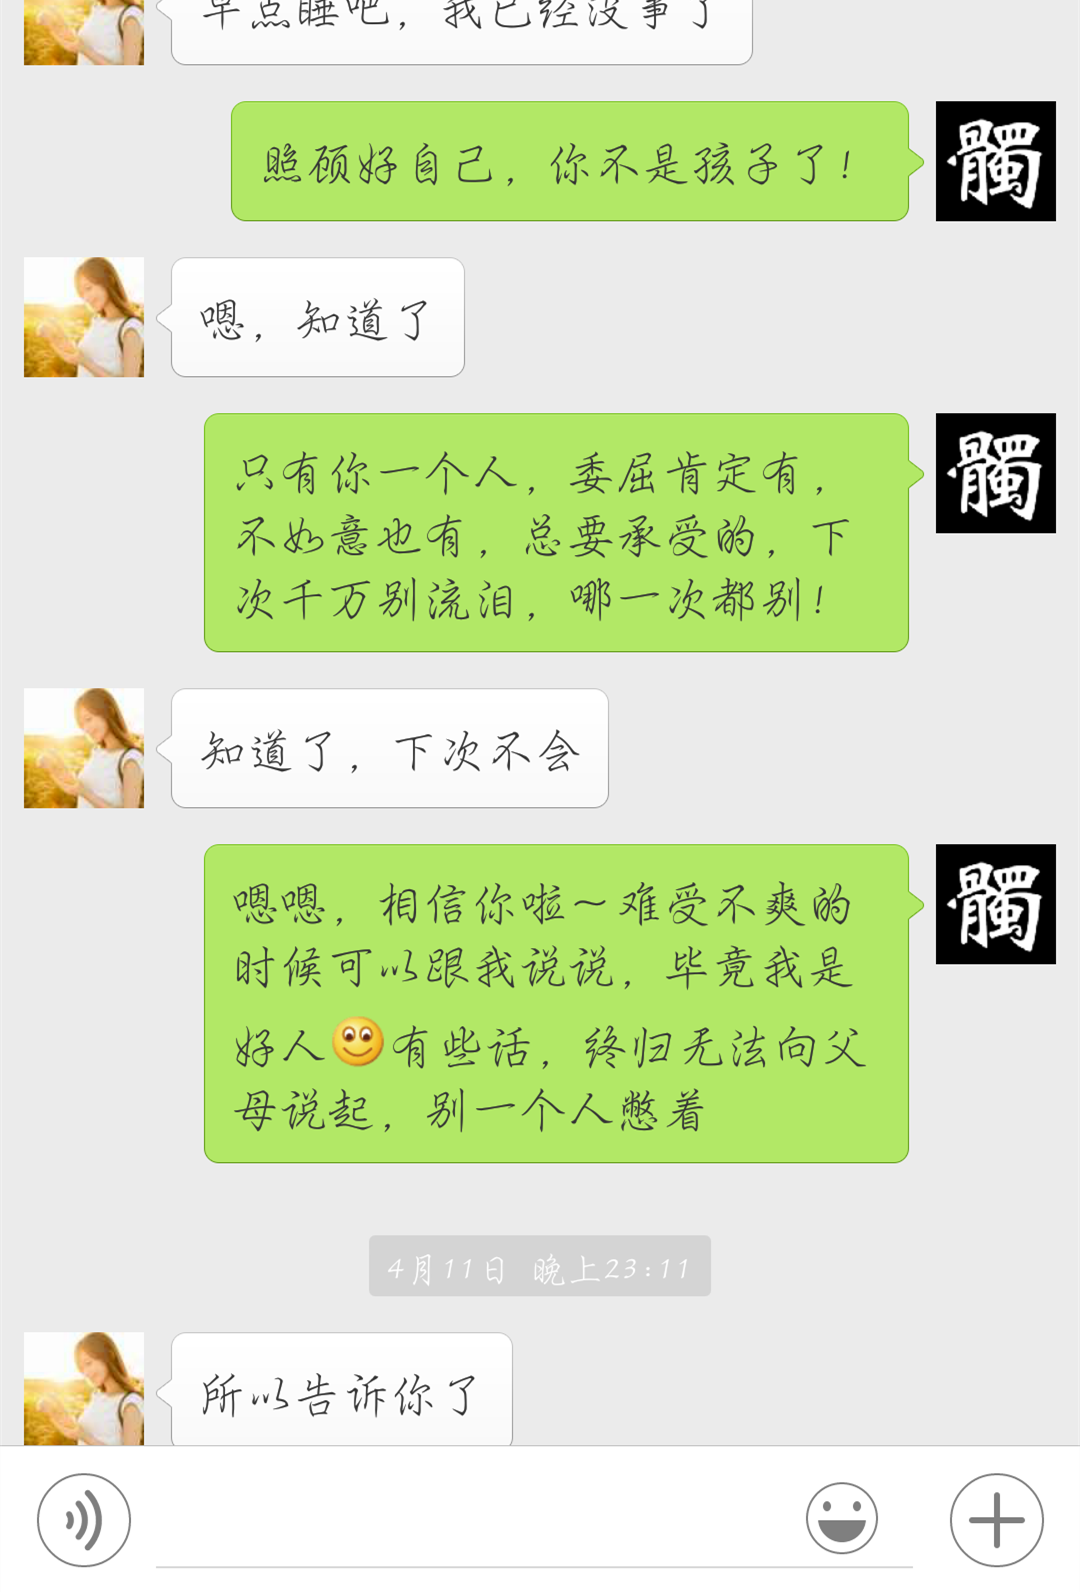 早点睡吧，我已经没事了
照顾好自己，你不是孩子了！
髑
嗯，知道了
只有你一个人，委屈肯定有，
不如意也有，总要承受的，下
次千万别流泪，哪一次都别！
髑
知道了，下次不会
嗯嗯，相信你啦～难受不爽的
时候可以跟我说说，毕竟我是
好人有些话，终归无法向父
母说起，别一个人憋着
髑
4月11日 晚上23:11
所以告诉你了